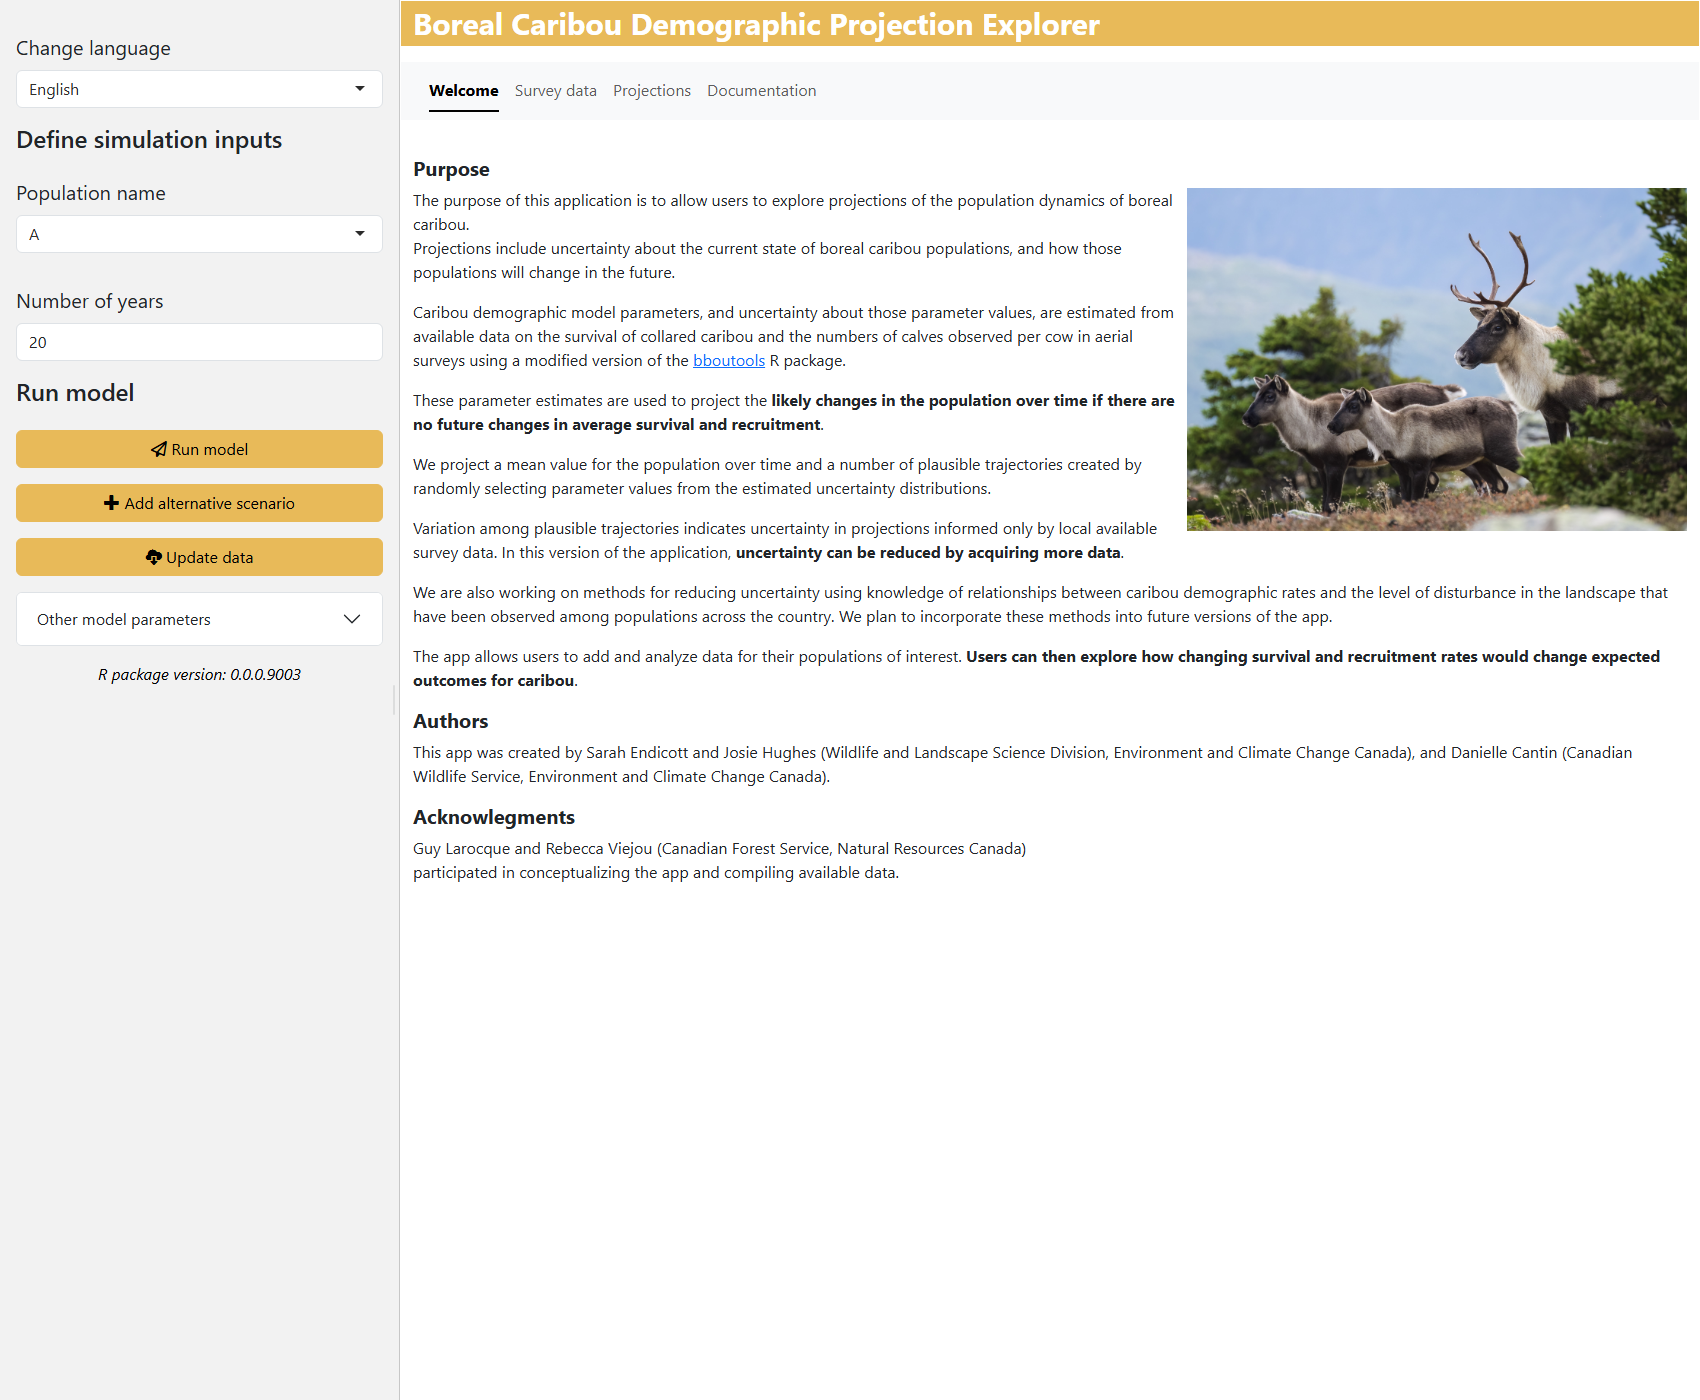 Change language
English
Define simulation inputs
Population name
A
Number of years
20
Run model
Run model
Add alternative scenario
Update data
Other model parameters
R package version: 0.0.0.9003
Boreal Caribou Demographic Projection Explorer
Welcome Survey data Projections Documentation
Purpose
The purpose of this application is to allow users to explore projections of the population dynamics of boreal
caribou.
Projections include uncertainty about the current state of boreal caribou populations, and how those
populations will change in the future.
Caribou demographic model parameters, and uncertainty about those parameter values, are estimated from
available data on the survival of collared caribou and the numbers of calves observed per cow in aerial
surveys using a modified version of the bboutools R package.
These parameter estimates are used to project the likely changes in the population over time if there are
no future changes in average survival and recruitment.
We project a mean value for the population over time and a number of plausible trajectories created by
randomly selecting parameter values from the estimated uncertainty distributions.
Variation among plausible trajectories indicates uncertainty in projections informed only by local available
survey data. In this version of the application, uncertainty can be reduced by acquiring more data.
We are also working on methods for reducing uncertainty using knowledge of relationships between caribou demographic rates and the level of disturbance in the landscape that
have been observed among populations across the country. We plan to incorporate these methods into future versions of the app.
The app allows users to add and analyze data for their populations of interest. Users can then explore how changing survival and recruitment rates would change expected
outcomes for caribou.
Authors
This app was created by Sarah Endicott and Josie Hughes (Wildlife and Landscape Science Division, Environment and Climate Change Canada), and Danielle Cantin (Canadian
Wildlife Service, Environment and Climate Change Canada).
Acknowlegments
Guy Larocque and Rebecca Viejou (Canadian Forest Service, Natural Resources Canada)
participated in conceptualizing the app and compiling available data.